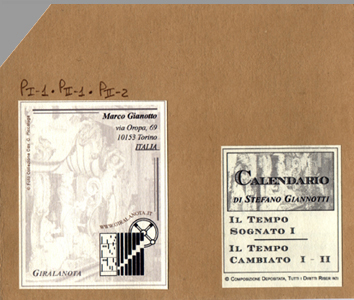 PI-1 • PII-1 • PIII-2
Marco Gianotto
via Oropa, 69
10153 Torino
ITALIA
WWW.GIRALANOTA.IT
GIRALANOTA
CALENDARIO
DI STEFANO GIANNOTTI
IL TEMPO
SOGNATO I
IL TEMPO
CAMBIATO I - II
© COMPOSIZIONE DEPOSITATA, TUTTI I DIRITTI RISERVATI